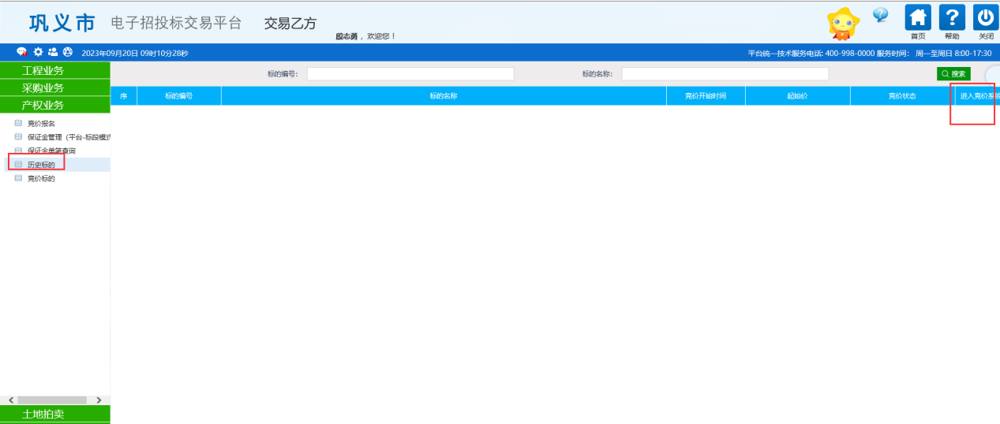 巩义市 电子招投标交易平台 交易乙方
段志勇，欢迎您！
首页 帮助 关闭
2023年09月20日 09时10分28秒 平台统一技术服务电话: 400-998-0000 服务时间： 周一至周日 8:00-17:30
工程业务
采购业务
产权业务
竞价报名
保证金管理（平台-标段模式
保证金单笔查询
历史标的
竞价标的
土地拍卖
标的编号： 标的名称： 搜索
序 标的编号 标的名称 竞价开始时间 起始价 竞价状态 进入竞价系统